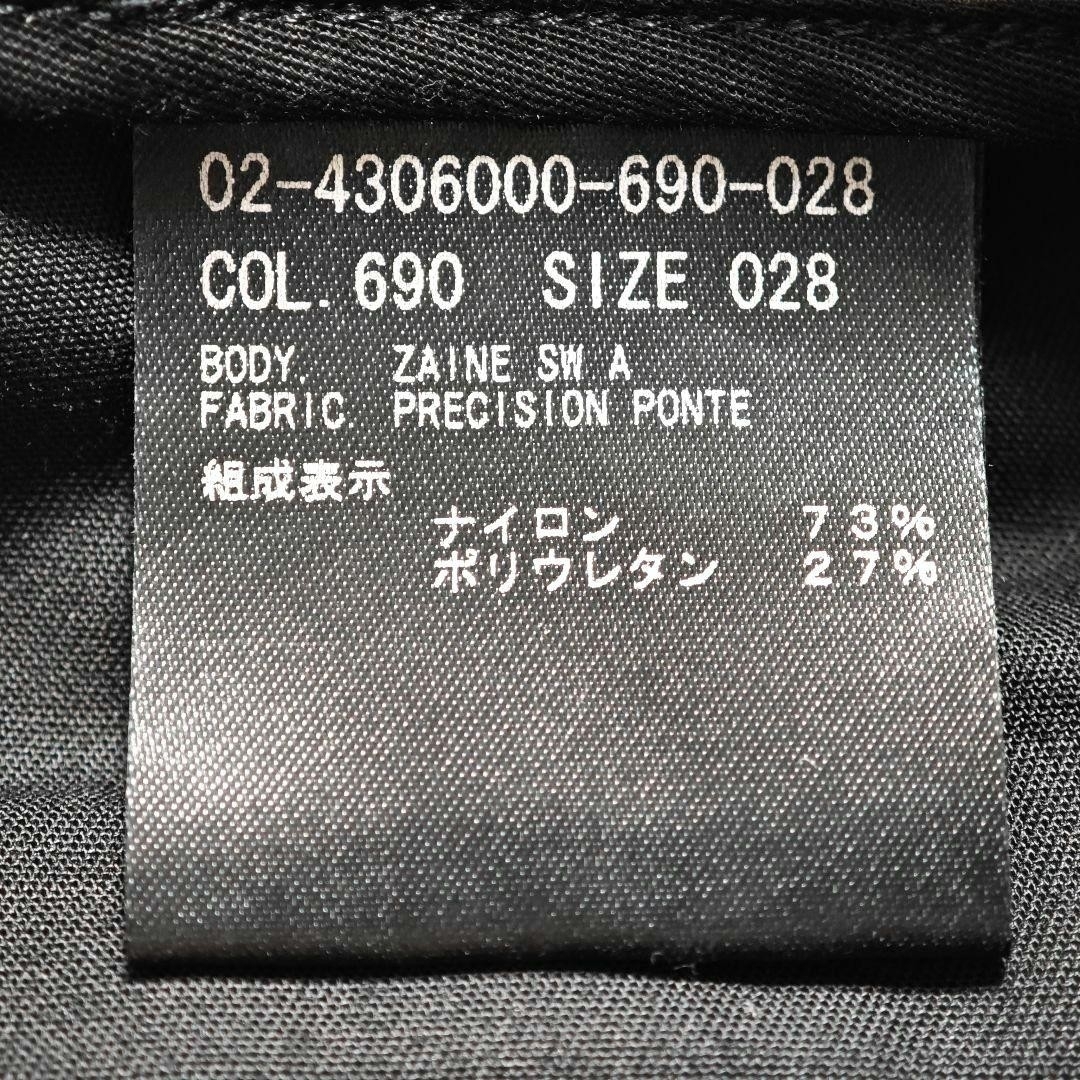 02-4306000-690-028
COL. 690 SIZE 028
BODY. ZAINE SW A
FABRIC PRECISION PONTE
組成表示
ナイロン 73%
ポリウレタン 27%